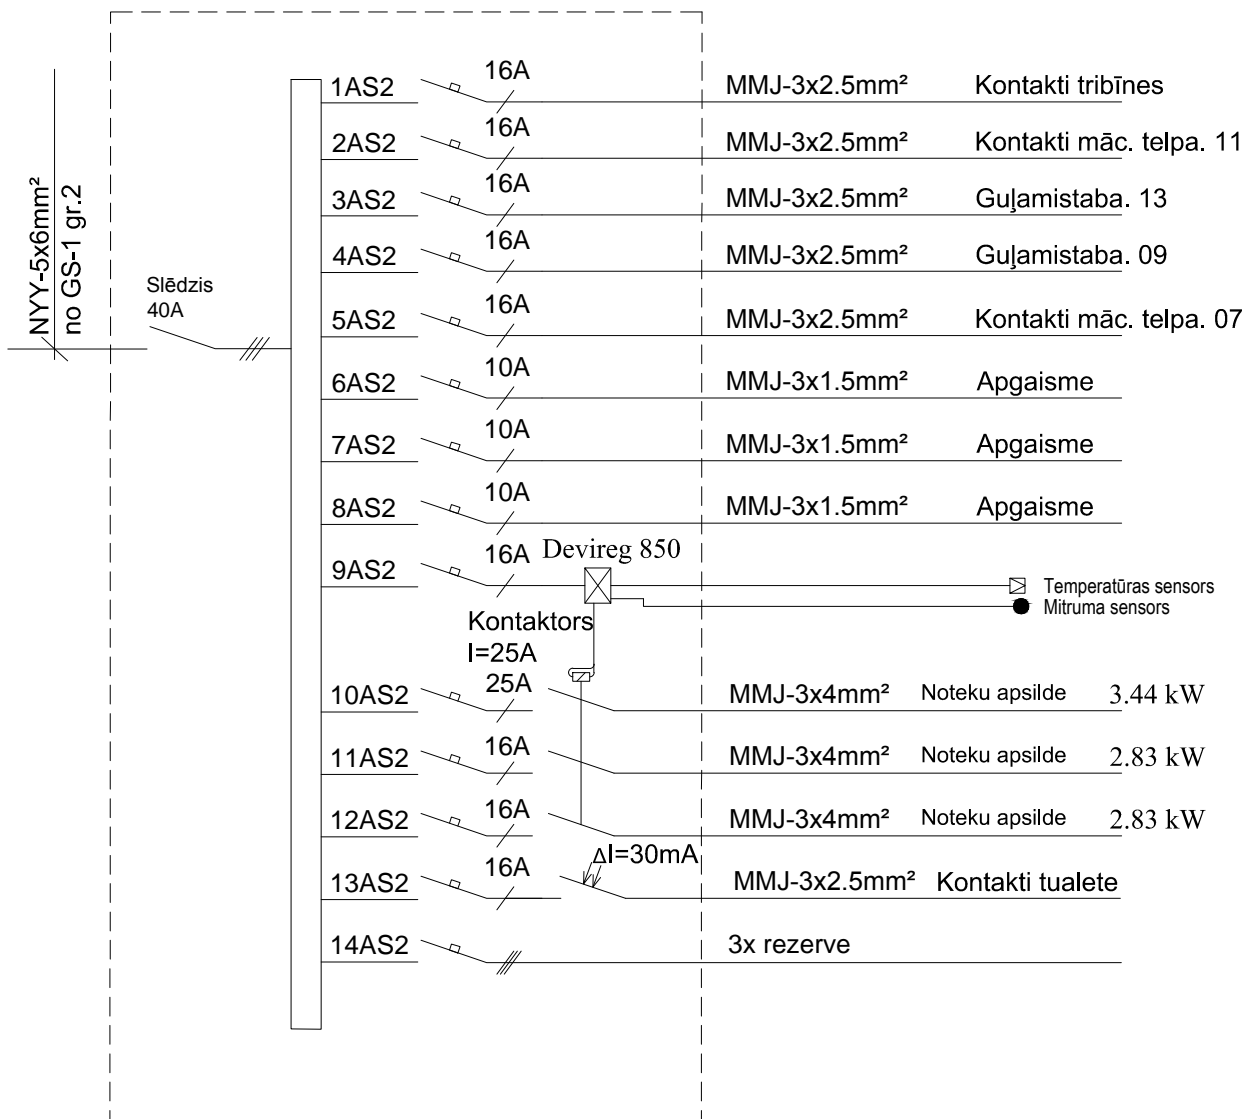 NYY-5x6mm²
no GS-1 gr.2
Slēdzis
40A
1AS2 16A MMJ-3x2.5mm² Kontakti tribīnes
2AS2 16A MMJ-3x2.5mm² Kontakti māc. telpa. 11
3AS2 16A MMJ-3x2.5mm² Guļamistaba. 13
4AS2 16A MMJ-3x2.5mm² Guļamistaba. 09
5AS2 16A MMJ-3x2.5mm² Kontakti māc. telpa. 07
6AS2 10A MMJ-3x1.5mm² Apgaisme
7AS2 10A MMJ-3x1.5mm² Apgaisme
8AS2 10A MMJ-3x1.5mm² Apgaisme
9AS2 16A Devireg 850
Temperatūras sensors
Mitruma sensors
Kontaktors
I=25A
10AS2 25A MMJ-3x4mm² Noteku apsilde 3.44 kW
11AS2 16A MMJ-3x4mm² Noteku apsilde 2.83 kW
12AS2 16A MMJ-3x4mm² Noteku apsilde 2.83 kW
ΔI=30mA
13AS2 16A MMJ-3x2.5mm² Kontakti tualete
14AS2 3x rezerve